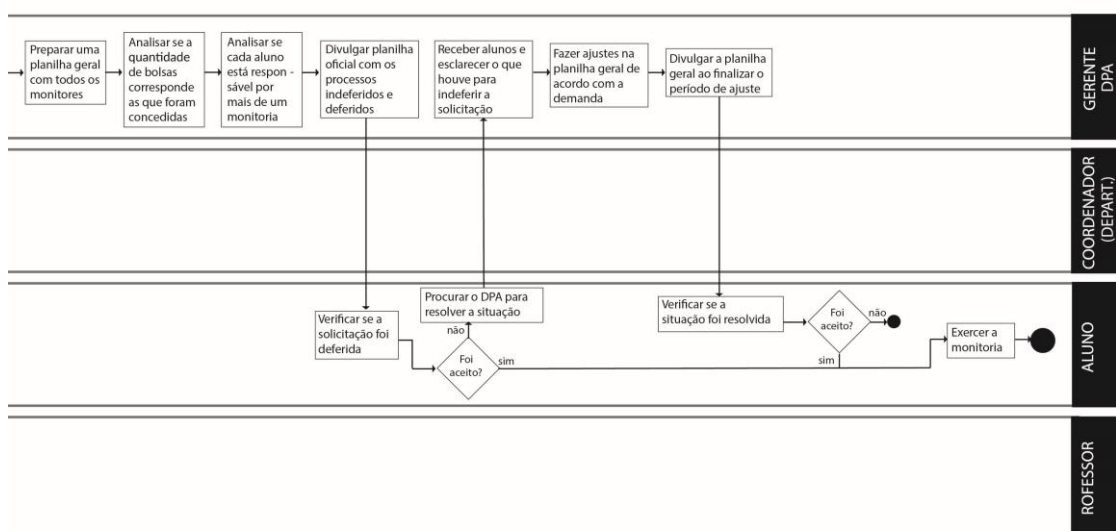 Preparar uma
planilha geral
com todos os
monitores
Analisar se a
quantidade
de bolsas
corresponde
as que foram
concedidas
Analisar se
cada aluno
está respon -
sável por
mais de um
monitoria
Divulgar planilha
oficial com os
processos
indeferidos e
deferidos
Receber alunos e
esclarecer o que
houve para
indeferir a
solicitação
Fazer ajustes na
planilha geral de
acordo com a
demanda
Divulgar a planilha
geral ao finalizar o
período de ajuste
GERENTE
DPA
COORDENADOR
(DEPART.)
Verificar se a
solicitação foi
deferida
Procurar o DPA para
resolver a situação
não
Foi
aceito?
sim
Verificar se a
situação foi resolvida
Foi
aceito?
não
sim
Exercer a
monitoria
ALUNO
ROFESSOR